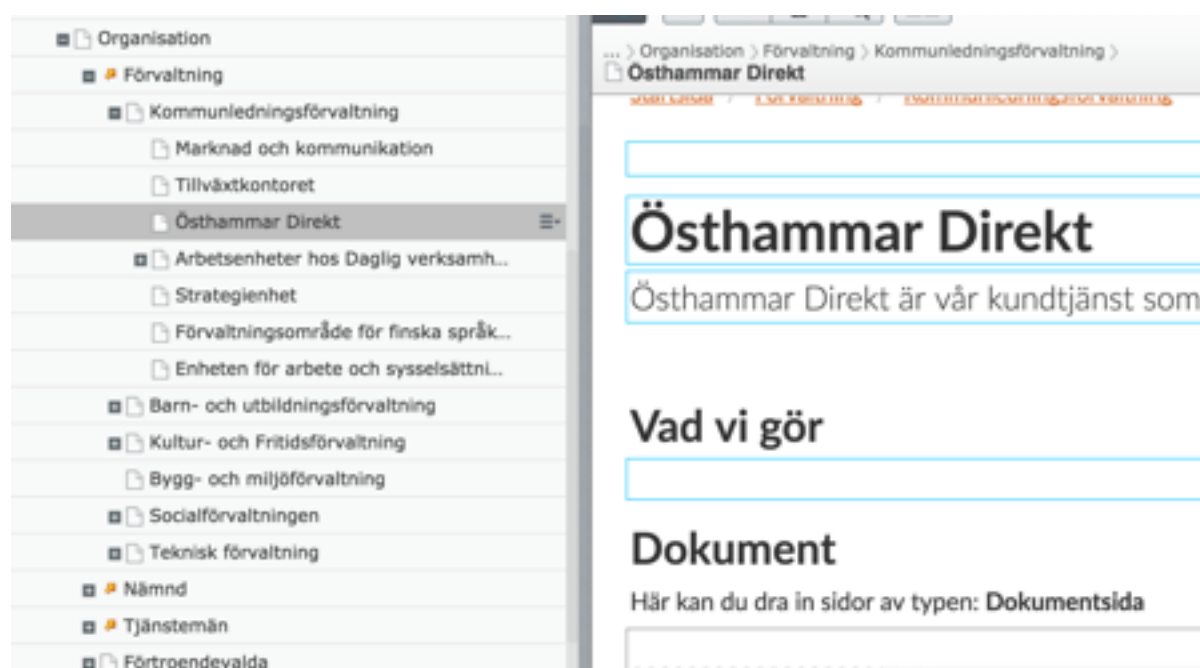 Organisation
Förvaltning
Kommunledningsförvaltning
Marknad och kommunikation
Tillväxtkontoret
Östhammar Direkt
Arbetsenheter hos Daglig verksamh...
Strategienhet
Förvaltningsområde för finska språk...
Enheten för arbete och sysselsättni...
Barn- och utbildningsförvaltning
Kultur- och Fritidsförvaltning
Bygg- och miljöförvaltning
Socialförvaltningen
Teknisk förvaltning
Nämnd
Tjänstemän
Förtroendevalda
... > Organisation > Förvaltning > Kommunledningsförvaltning >
Östhammar Direkt
Startsida / Förvaltning / Kommunledningsförvaltning
Östhammar Direkt
Östhammar Direkt är vår kundtjänst som
Vad vi gör
Dokument
Här kan du dra in sidor av typen: Dokumentsida